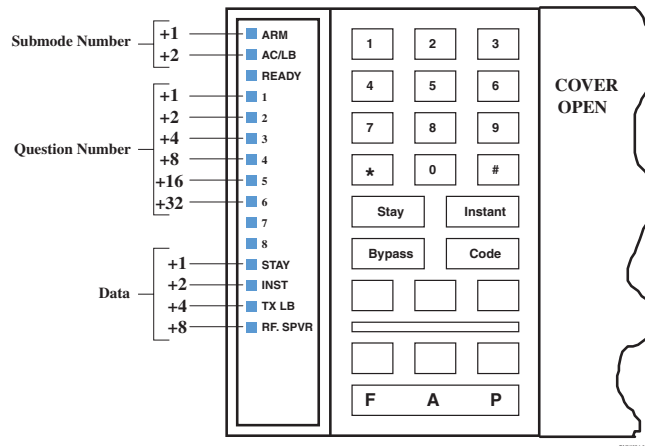 Submode Number
+1
+2
Question Number
+1
+2
+4
+8
+16
+32
Data
+1
+2
+4
+8
ARM
AC/LB
READY
1
2
3
4
5
6
7
8
STAY
INST
TX LB
RF. SPVR
1 2 3
4 5 6
7 8 9
* 0 #
Stay Instant
Bypass Code
F A P
COVER
OPEN